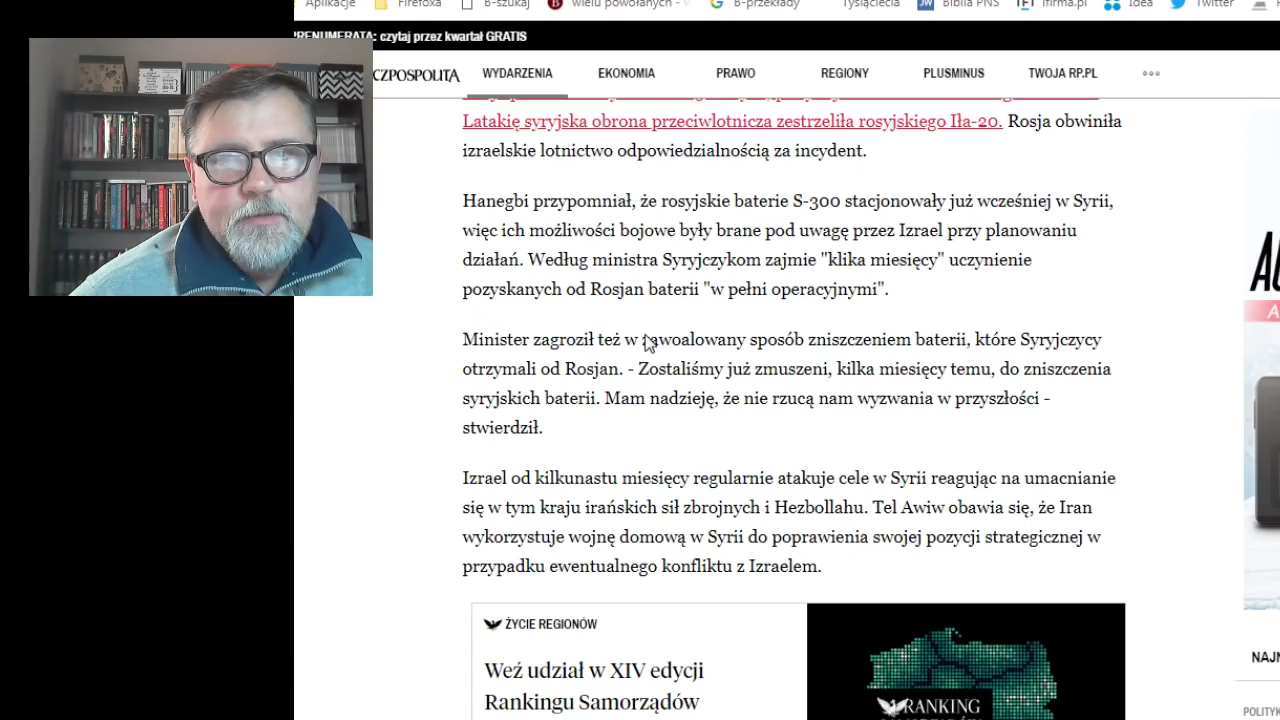 Aplikacje Firefoxa B-szukaj wielu powołanych - B-przekłady Tysiąclecia Biblia PNS ifirma.pl Idea Twitter
PRENUMERATA: czytaj przez kwartał GRATIS
CZPOSPOLITA WYDARZENIA EKONOMIA PRAWO REGIONY PLUSMINUS TWOJA RP.PL
Latakię syryjska obrona przeciwlotnicza zestrzeliła rosyjskiego Iła-20. Rosja obwiniła
izraelskie lotnictwo odpowiedzialnością za incydent.
Hanegbi przypomniał, że rosyjskie baterie S-300 stacjonowały już wcześniej w Syrii,
więc ich możliwości bojowe były brane pod uwagę przez Izrael przy planowaniu
działań. Według ministra Syryjczykom zajmie "klika miesięcy" uczynienie
pozyskanych od Rosjan baterii "w pełni operacyjnymi".
Minister zagroził też w zawoalowany sposób zniszczeniem baterii, które Syryjczycy
otrzymali od Rosjan. - Zostaliśmy już zmuszeni, kilka miesięcy temu, do zniszczenia
syryjskich baterii. Mam nadzieję, że nie rzucą nam wyzwania w przyszłości -
stwierdził.
Izrael od kilkunastu miesięcy regularnie atakuje cele w Syrii reagując na umacnianie
się w tym kraju irańskich sił zbrojnych i Hezbollahu. Tel Awiw obawia się, że Iran
wykorzystuje wojnę domową w Syrii do poprawienia swojej pozycji strategicznej w
przypadku ewentualnego konfliktu z Izraelem.
ŻYCIE REGIONÓW
Weź udział w XIV edycji
Rankingu Samorządów
RANKING
NAJN
POLITYK